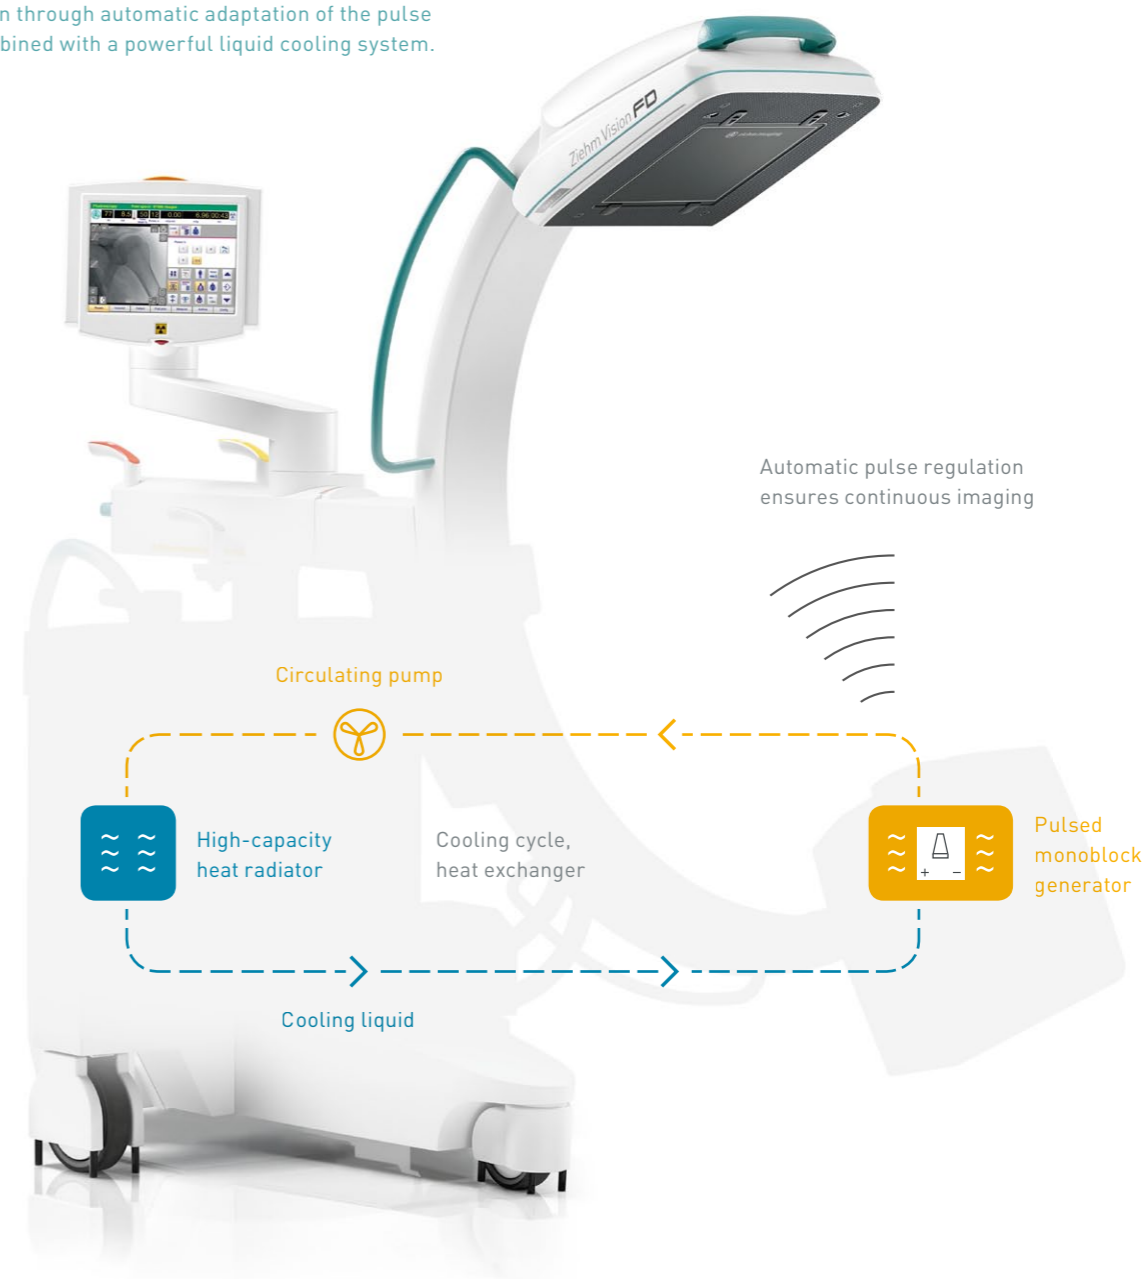 n through automatic adaptation of the pulse
bined with a powerful liquid cooling system.
Ziehm Vision FD
Automatic pulse regulation
ensures continuous imaging
Circulating pump
High-capacity
heat radiator
Cooling cycle,
heat exchanger
Pulsed
monoblock
generator
+ −
Cooling liquid